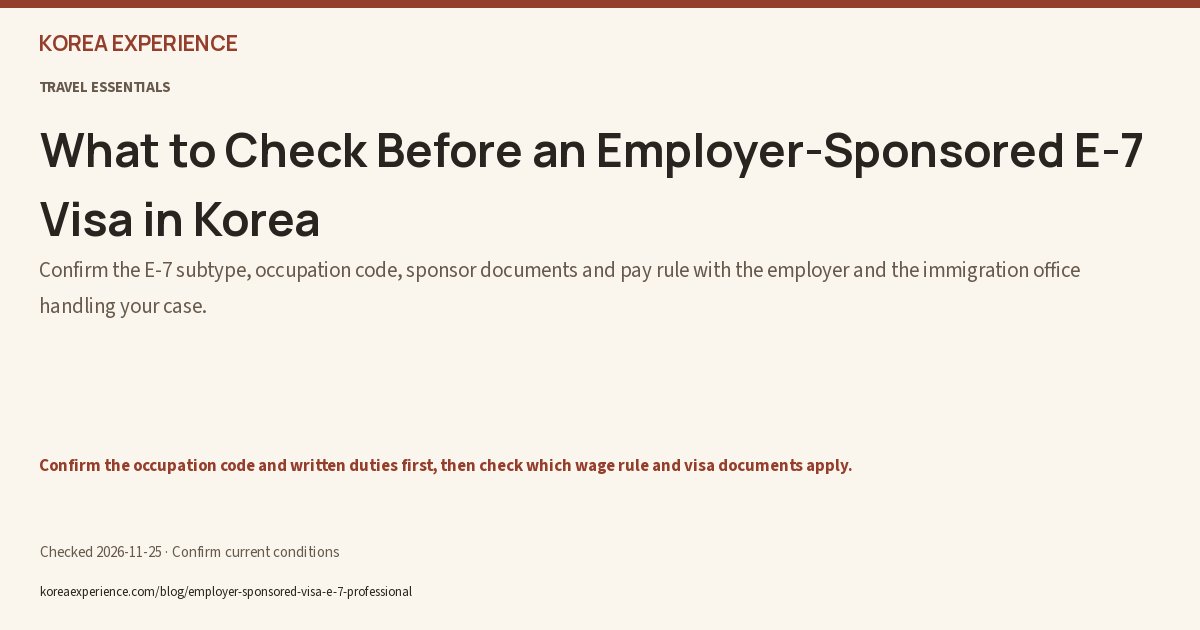 KOREA EXPERIENCE
TRAVEL ESSENTIALS
What to Check Before an Employer-Sponsored E-7
Visa in Korea
Confirm the E-7 subtype, occupation code, sponsor documents and pay rule with the employer and the immigration office
handling your case.
Confirm the occupation code and written duties first, then check which wage rule and visa documents apply.
Checked 2026-11-25 · Confirm current conditions
koreaexperience.com/blog/employer-sponsored-visa-e-7-professional